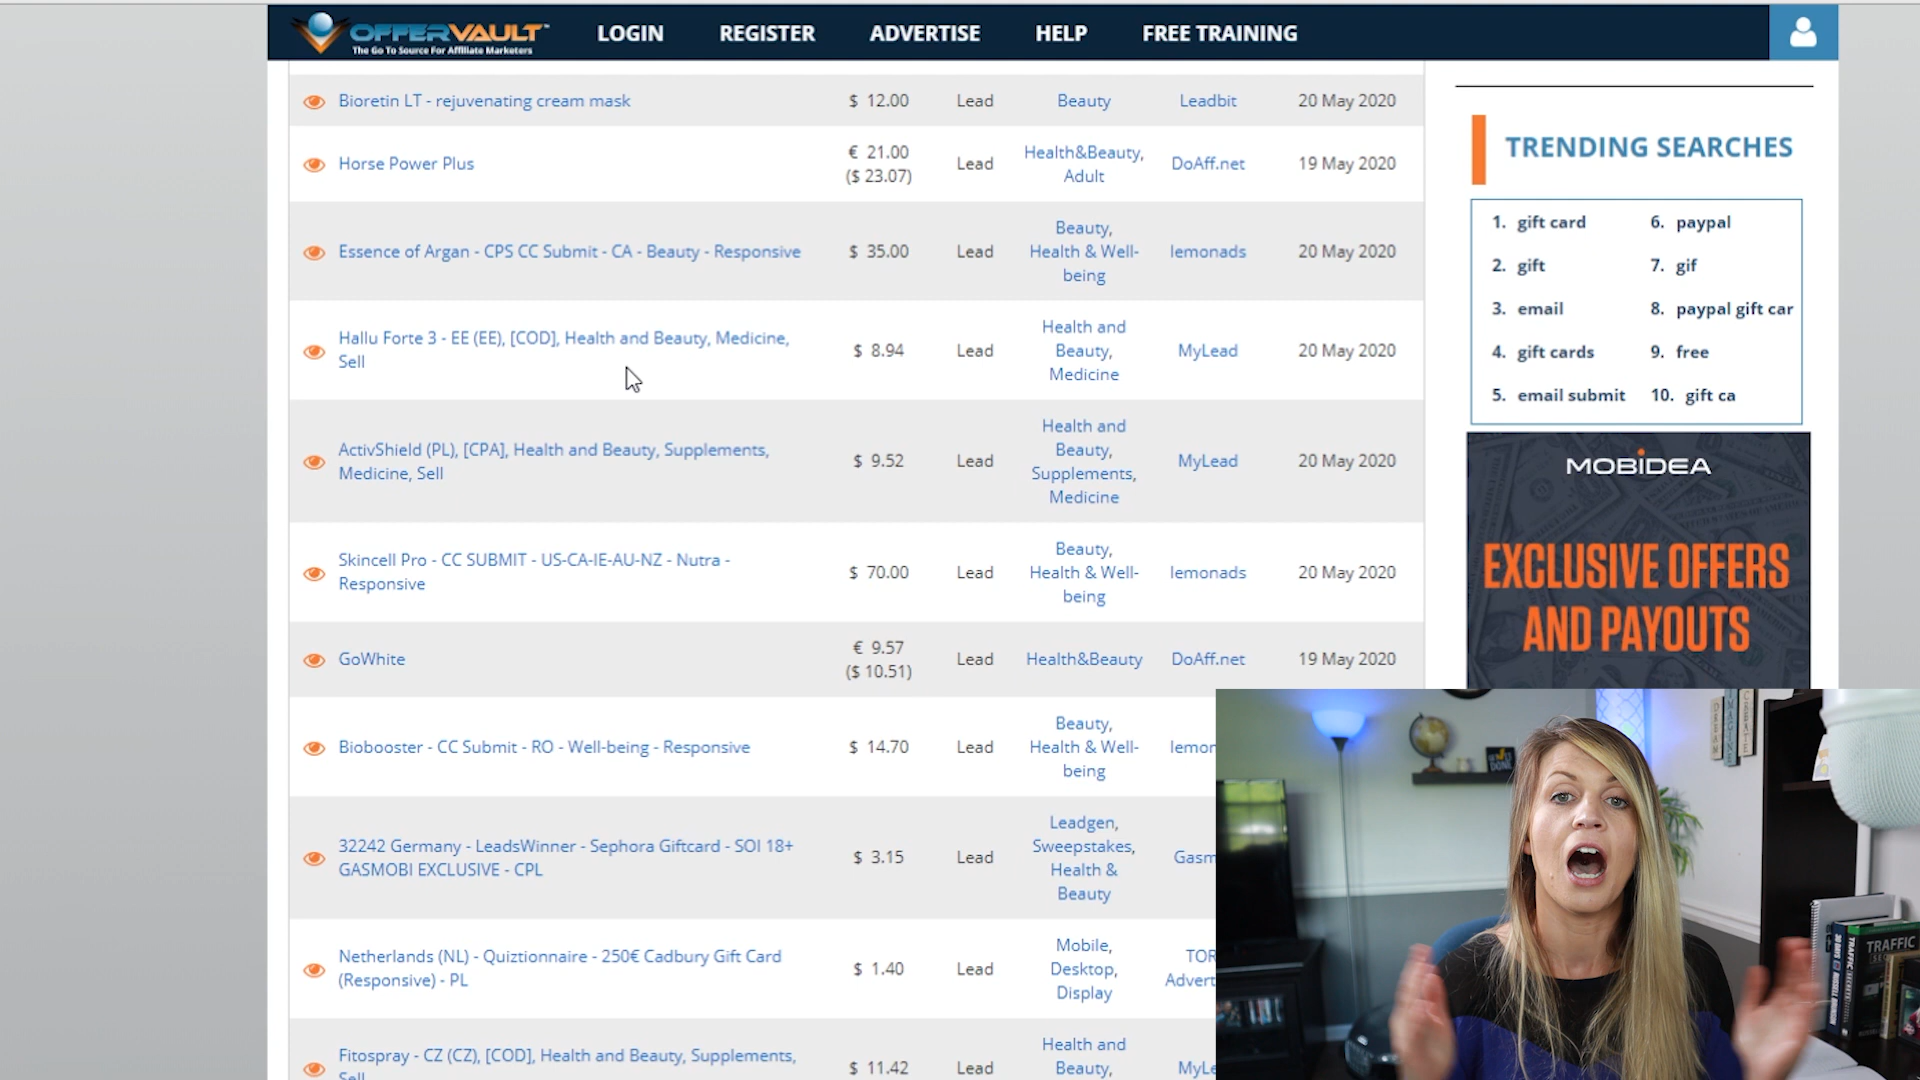 OFFERVAULT™
The Go To Source For Affiliate Marketers
LOGIN
REGISTER
ADVERTISE
HELP
FREE TRAINING
Bioretin LT - rejuvenating cream mask
$ 12.00
Lead
Beauty
Leadbit
20 May 2020
Horse Power Plus
€ 21.00
($ 23.07)
Lead
Health&Beauty,
Adult
DoAff.net
19 May 2020
Essence of Argan - CPS CC Submit - CA - Beauty - Responsive
$ 35.00
Lead
Beauty,
Health & Well-
being
lemonads
20 May 2020
Hallu Forte 3 - EE (EE), [COD], Health and Beauty, Medicine,
Sell
$ 8.94
Lead
Health and
Beauty,
Medicine
MyLead
20 May 2020
ActivShield (PL), [CPA], Health and Beauty, Supplements,
Medicine, Sell
$ 9.52
Lead
Health and
Beauty,
Supplements,
Medicine
MyLead
20 May 2020
Skincell Pro - CC SUBMIT - US-CA-IE-AU-NZ - Nutra -
Responsive
$ 70.00
Lead
Beauty,
Health & Well-
being
lemonads
20 May 2020
GoWhite
€ 9.57
($ 10.51)
Lead
Health&Beauty
DoAff.net
19 May 2020
Biobooster - CC Submit - RO - Well-being - Responsive
$ 14.70
Lead
Beauty,
Health & Well-
being
lemon
32242 Germany - LeadsWinner - Sephora Giftcard - SOI 18+
GASMOBI EXCLUSIVE - CPL
$ 3.15
Lead
Leadgen,
Sweepstakes,
Health &
Beauty
Gasm
Netherlands (NL) - Quiztionnaire - 250€ Cadbury Gift Card
(Responsive) - PL
$ 1.40
Lead
Mobile,
Desktop,
Display
TOR
Advert
Fitospray - CZ (CZ), [COD], Health and Beauty, Supplements,
Sell
$ 11.42
Lead
Health and
Beauty,
MyLe
TRENDING SEARCHES
1. gift card
2. gift
3. email
4. gift cards
5. email submit
6. paypal
7. gif
8. paypal gift car
9. free
10. gift ca
MOBIDEA
EXCLUSIVE OFFERS
AND PAYOUTS
DREAM
IMAGINE
CREATE
TRAFFIC